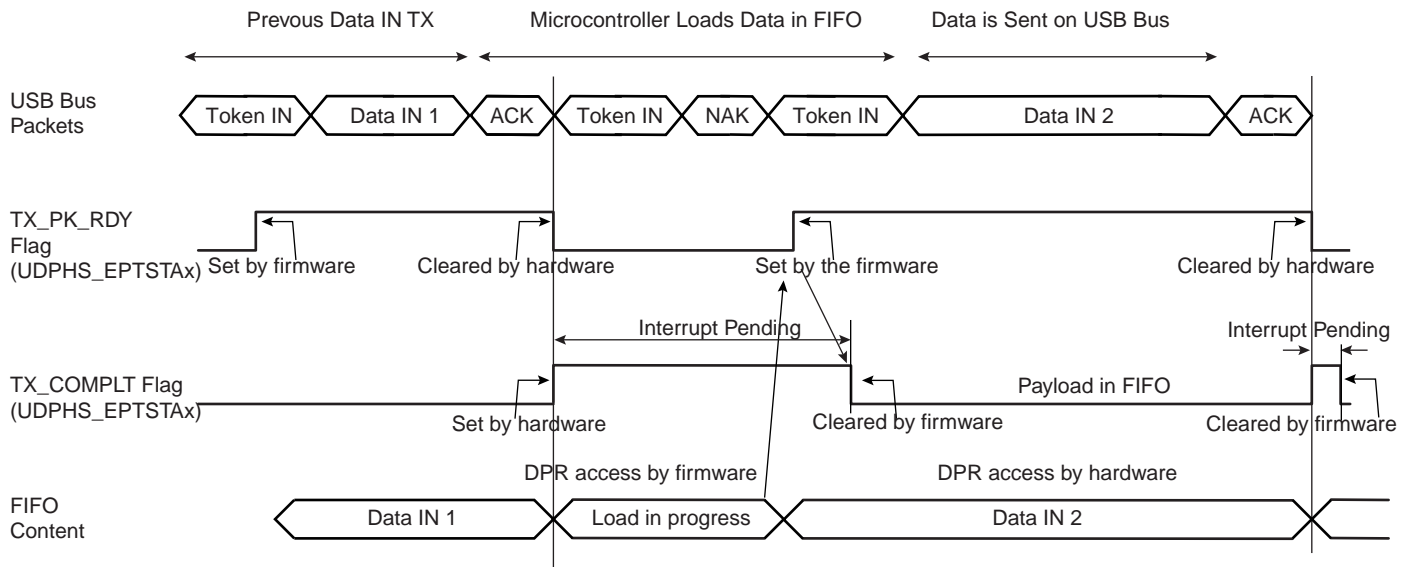 Prevous Data IN TX
Microcontroller Loads Data in FIFO
Data is Sent on USB Bus
USB Bus
Packets
Token IN
Data IN 1
ACK
Token IN
NAK
Token IN
Data IN 2
ACK
TX_PK_RDY
Flag
(UDPHS_EPTSTAx)
Set by firmware
Cleared by hardware
Set by the firmware
Cleared by hardware
Interrupt Pending
Interrupt Pending
TX_COMPLT Flag
(UDPHS_EPTSTAx)
Payload in FIFO
Set by hardware
Cleared by firmware
Cleared by firmware
DPR access by firmware
DPR access by hardware
FIFO
Content
Data IN 1
Load in progress
Data IN 2